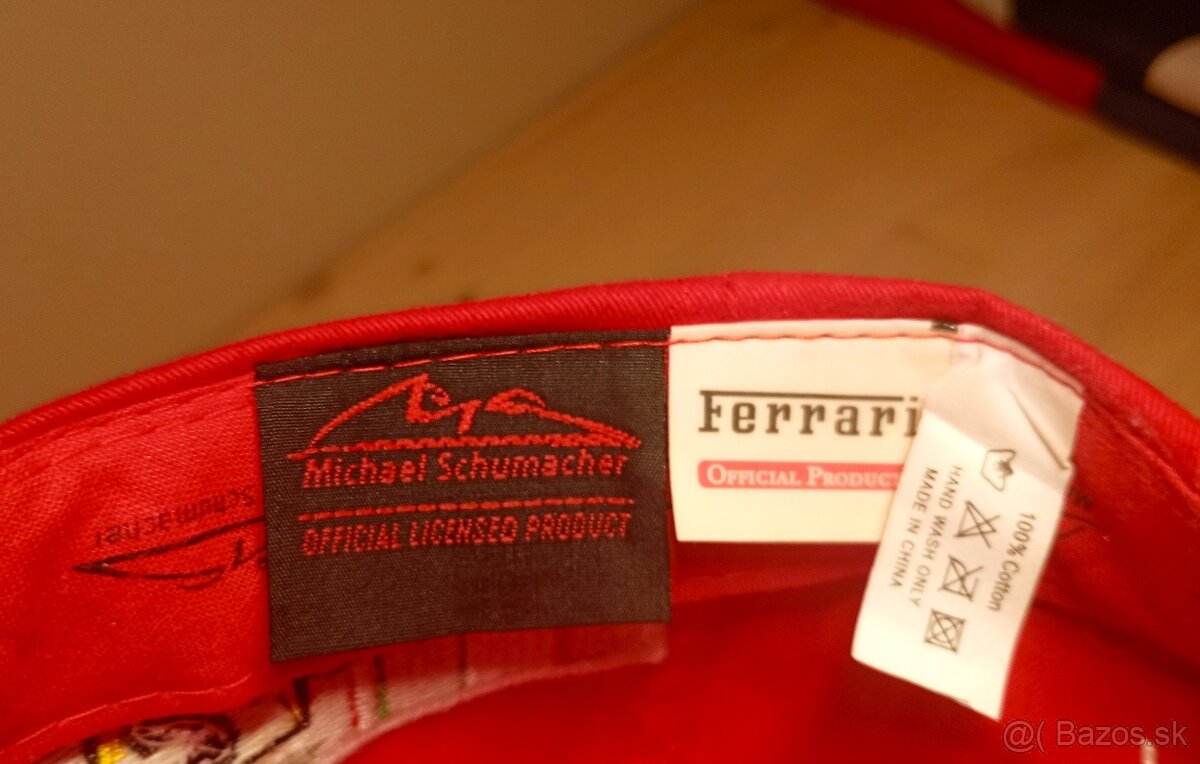 Michael Schumacher
OFFICIAL LICENSED PRODUCT
Ferrari
OFFICIAL PRODUCT
100% Cotton
HAND WASH ONLY
MADE IN CHINA
@( Bazos.sk